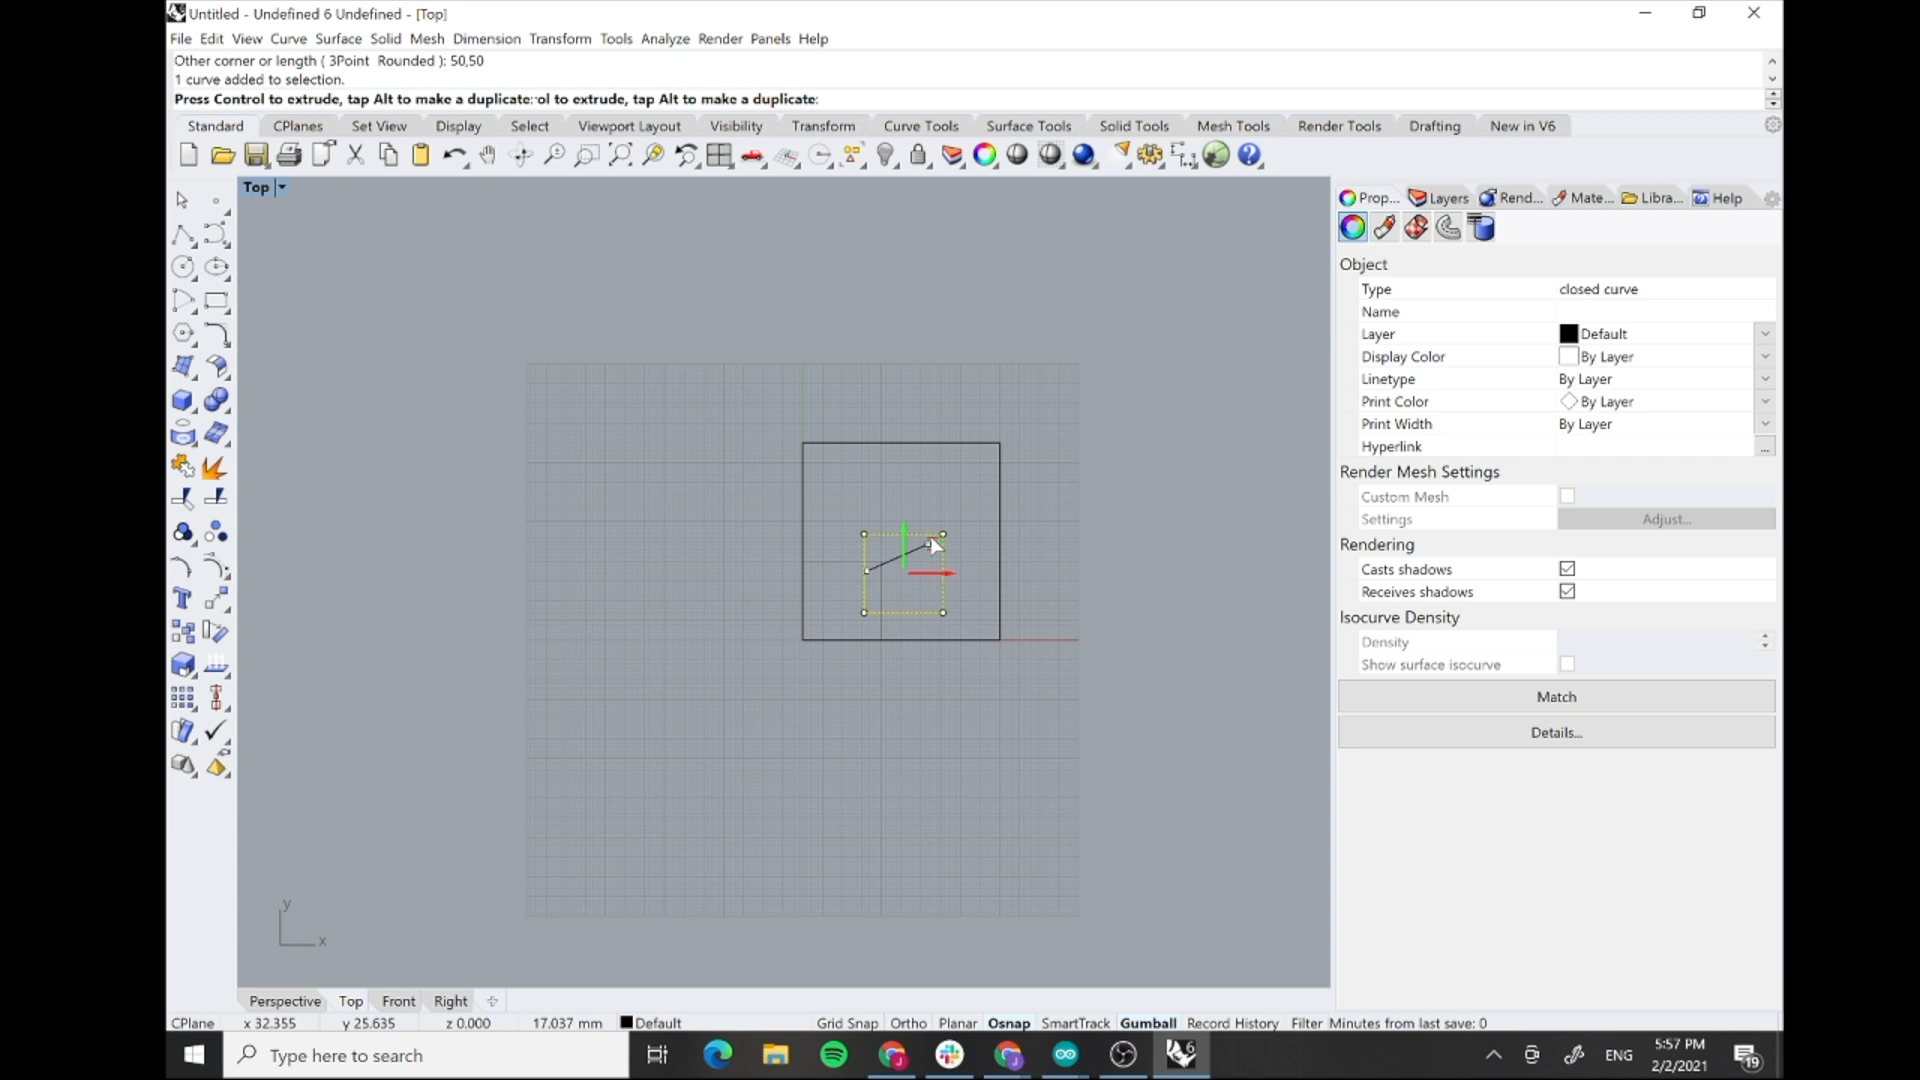 Untitled - Undefined 6 Undefined - [Top]
File Edit View Curve Surface Solid Mesh Dimension Transform Tools Analyze Render Panels Help
Other corner or length ( 3Point Rounded ): 50,50
1 curve added to selection.
Press Control to extrude, tap Alt to make a duplicate:ol to extrude, tap Alt to make a duplicate:
Standard CPlanes Set View Display Select Viewport Layout Visibility Transform Curve Tools Surface Tools Solid Tools Mesh Tools Render Tools Drafting New in V6
Top
Prop... Layers Rend... Mate... Libra... Help
Object
Type closed curve
Name
Layer Default
Display Color By Layer
Linetype By Layer
Print Color By Layer
Print Width By Layer
Hyperlink ...
Render Mesh Settings
Custom Mesh
Settings Adjust...
Rendering
Casts shadows
Receives shadows
Isocurve Density
Density
Show surface isocurve
Match
Details...
y
x
Perspective Top Front Right
CPlane x 32.355 y 25.635 z 0.000 17.037 mm Default Grid Snap Ortho Planar Osnap SmartTrack Gumball Record History Filter Minutes from last save: 0
Type here to search
6
ENG
5:57 PM
2/2/2021
19